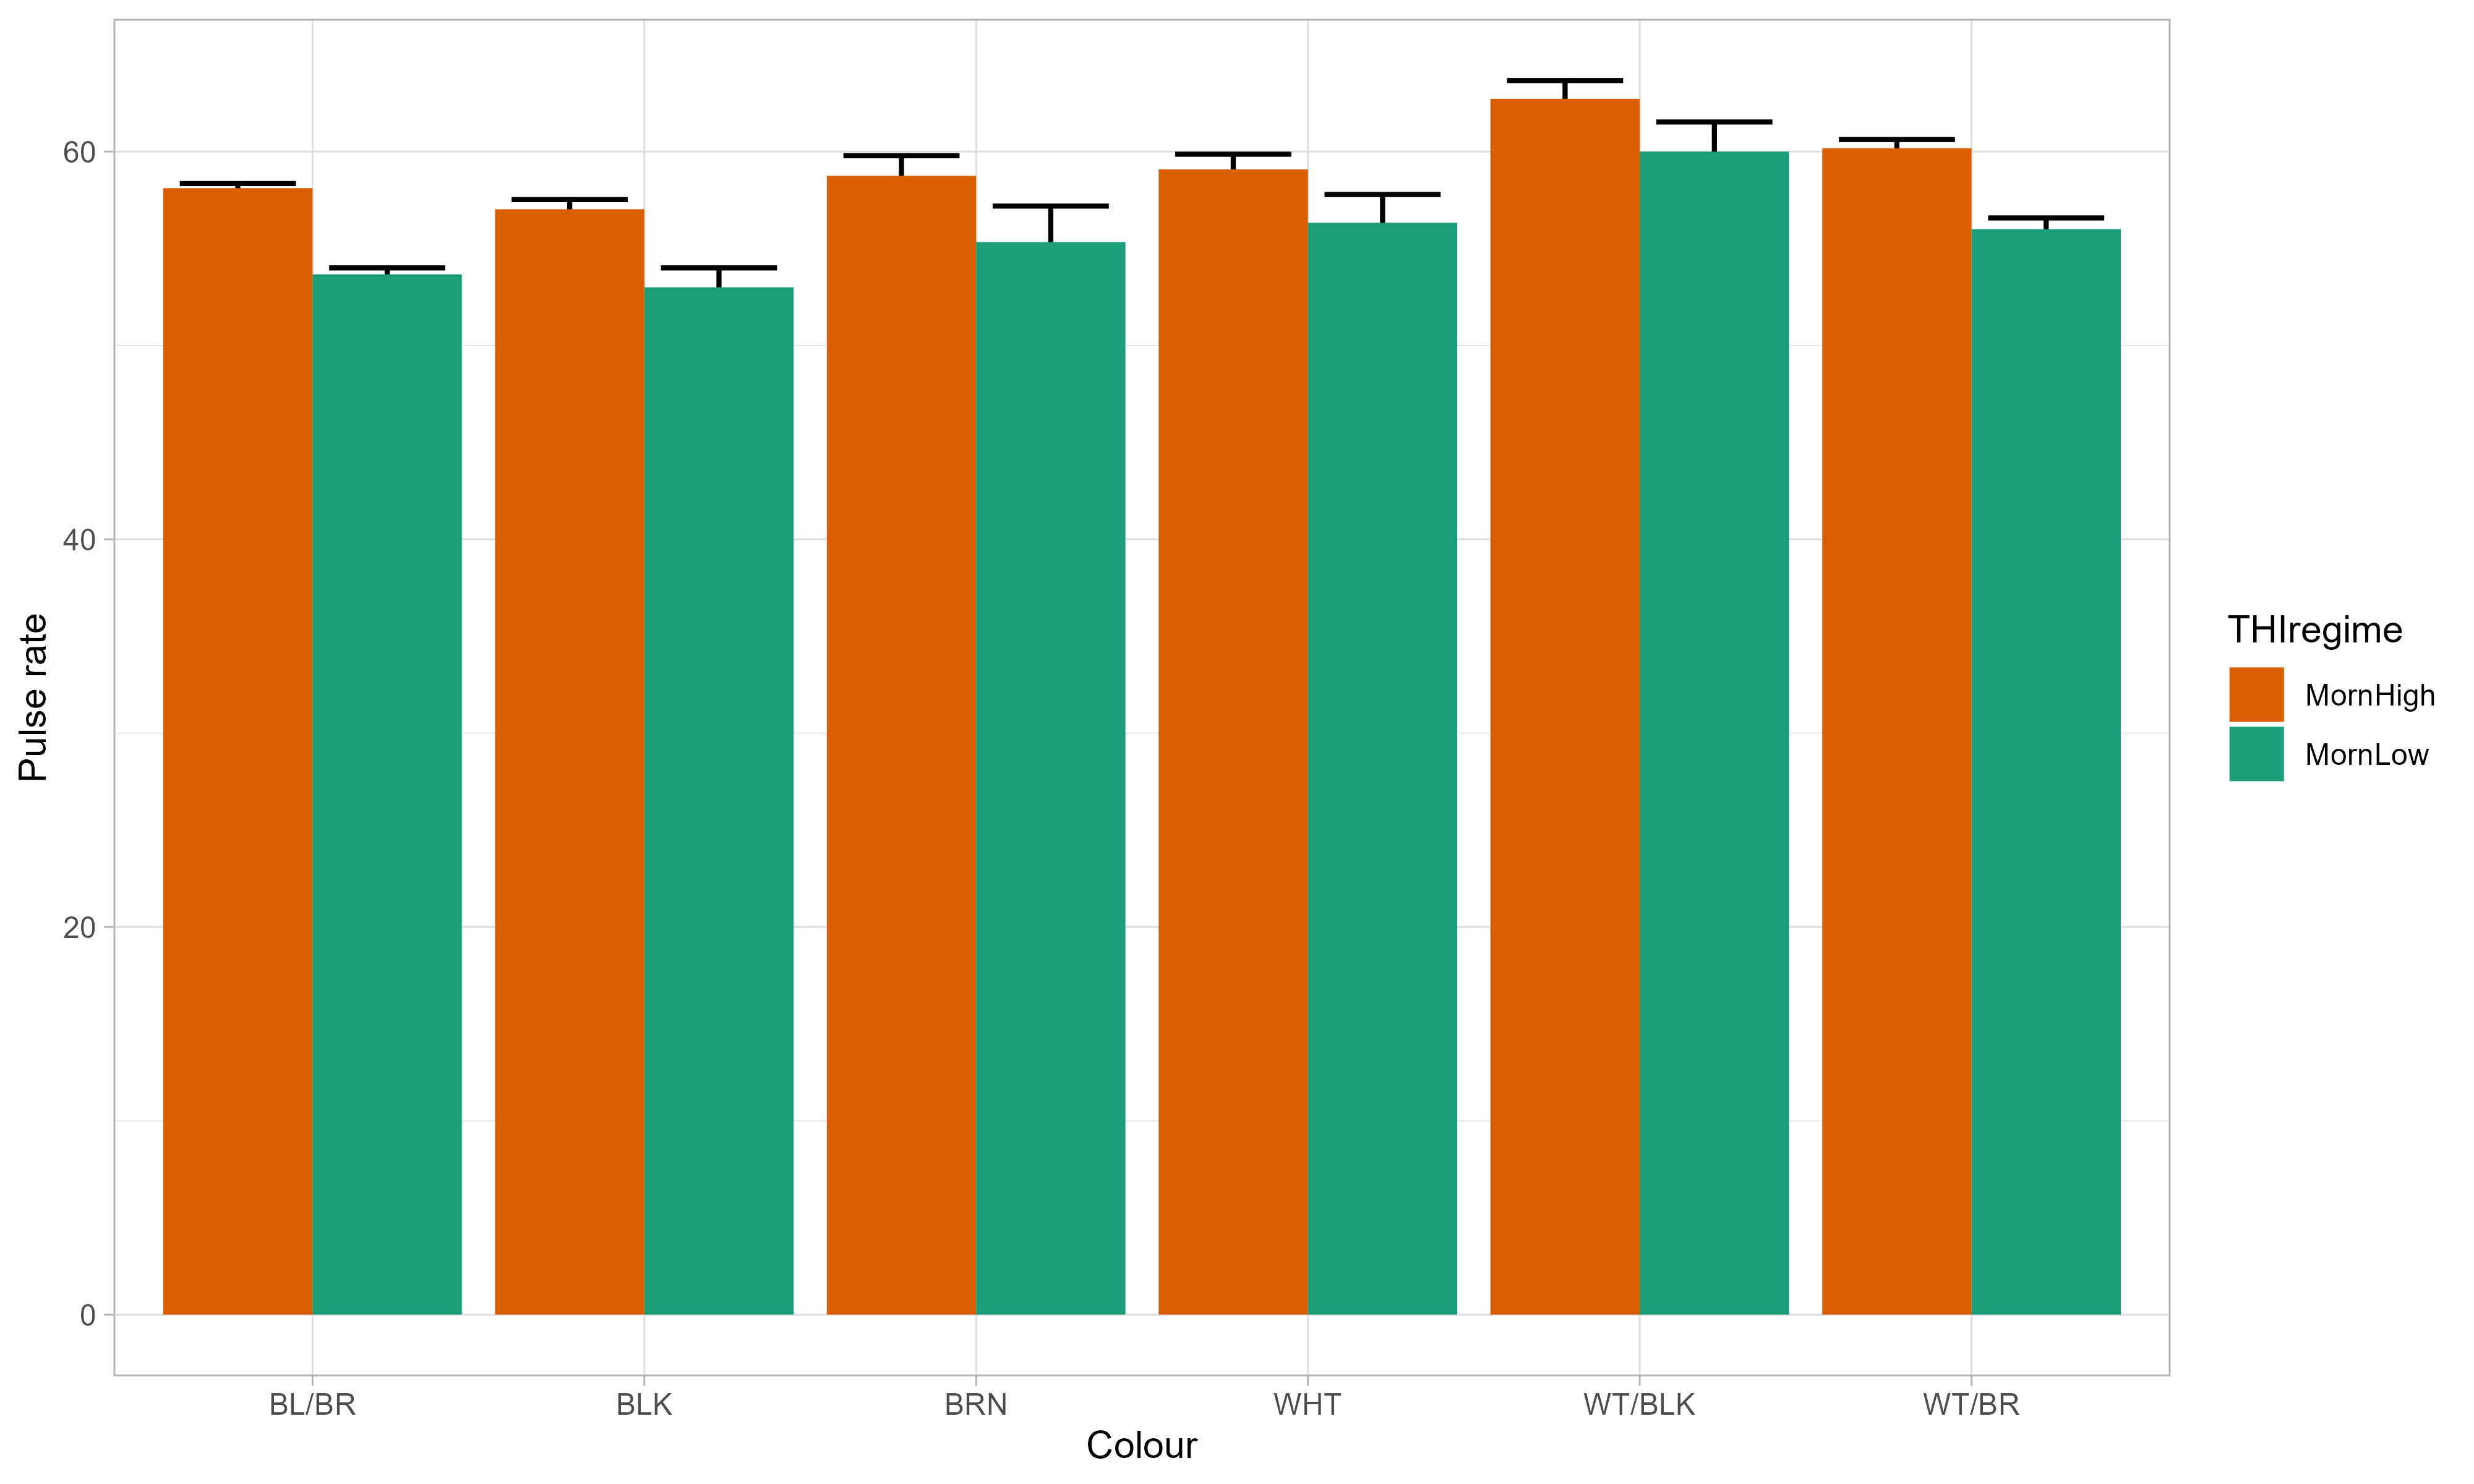 60
40
20
0
Pulse rate
BL/BR BLK BRN WHT WT/BLK WT/BR
Colour
THIregime
MornHigh
MornLow